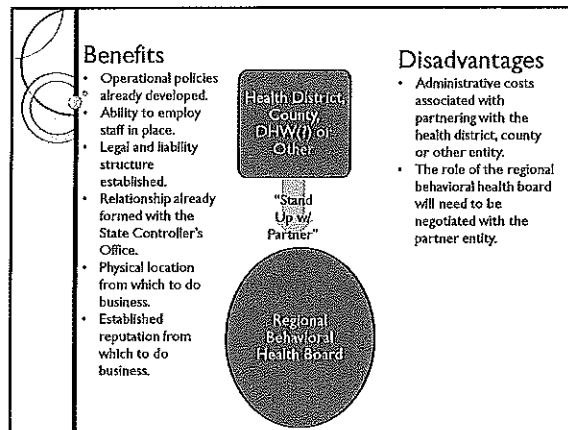 Benefits
• Operational policies
already developed.
• Ability to employ
staff in place.
• Legal and liability
structure
established.
• Relationship already
formed with the
State Controller's
Office.
• Physical location
from which to do
business.
• Established
reputation from
which to do
business.
Health District,
County,
DHW(?) or
Other
"Stand
Up w/
Partner"
Regional
Behavioral
Health Board
Disadvantages
• Administrative costs
associated with
partnering with the
health district, county
or other entity.
• The role of the regional
behavioral health board
will need to be
negotiated with the
partner entity.